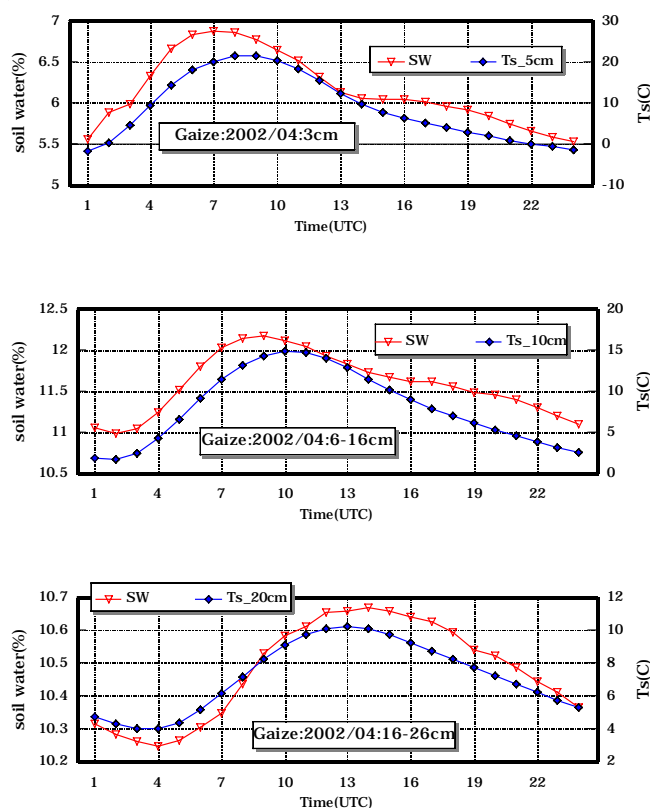 7
30
SW
Ts_5cm
6.5
20
soil water(%)
6
10
Ts(C)
Gaize:2002/04:3cm
5.5
0
5
-10
1 4 7 10 13 16 19 22
Time(UTC)
12.5
20
SW
Ts_10cm
12
15
soil water(%)
11.5
10
Ts(C)
11
5
Gaize:2002/04:6-16cm
10.5
0
1 4 7 10 13 16 19 22
Time(UTC)
10.7
12
SW
Ts_20cm
10.6
10
soil water(%)
10.5
8
Ts(C)
10.4
6
10.3
4
Gaize:2002/04:16-26cm
10.2
2
1 4 7 10 13 16 19 22
Time(UTC)